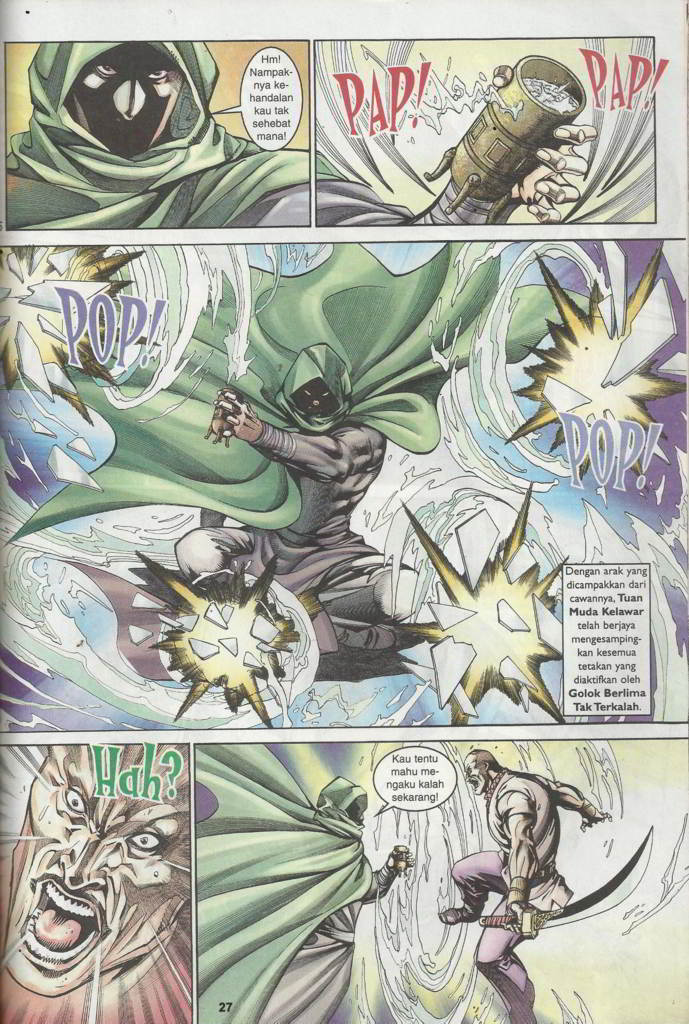 Hm!
Nampak-
nya ke-
handalan
kau tak
sehebat
mana!
PAP!
PAP!
POP!
POP!
Dengan arak yang
dicampakkan dari
cawannya, Tuan
Muda Kelawar
telah berjaya
mengesamping-
kan kesemua
tetakan yang
diaktifkan oleh
Golok Berlima
Tak Terkalah.
Hah?
Kau tentu
mahu me-
ngaku kalah
sekarang!
27